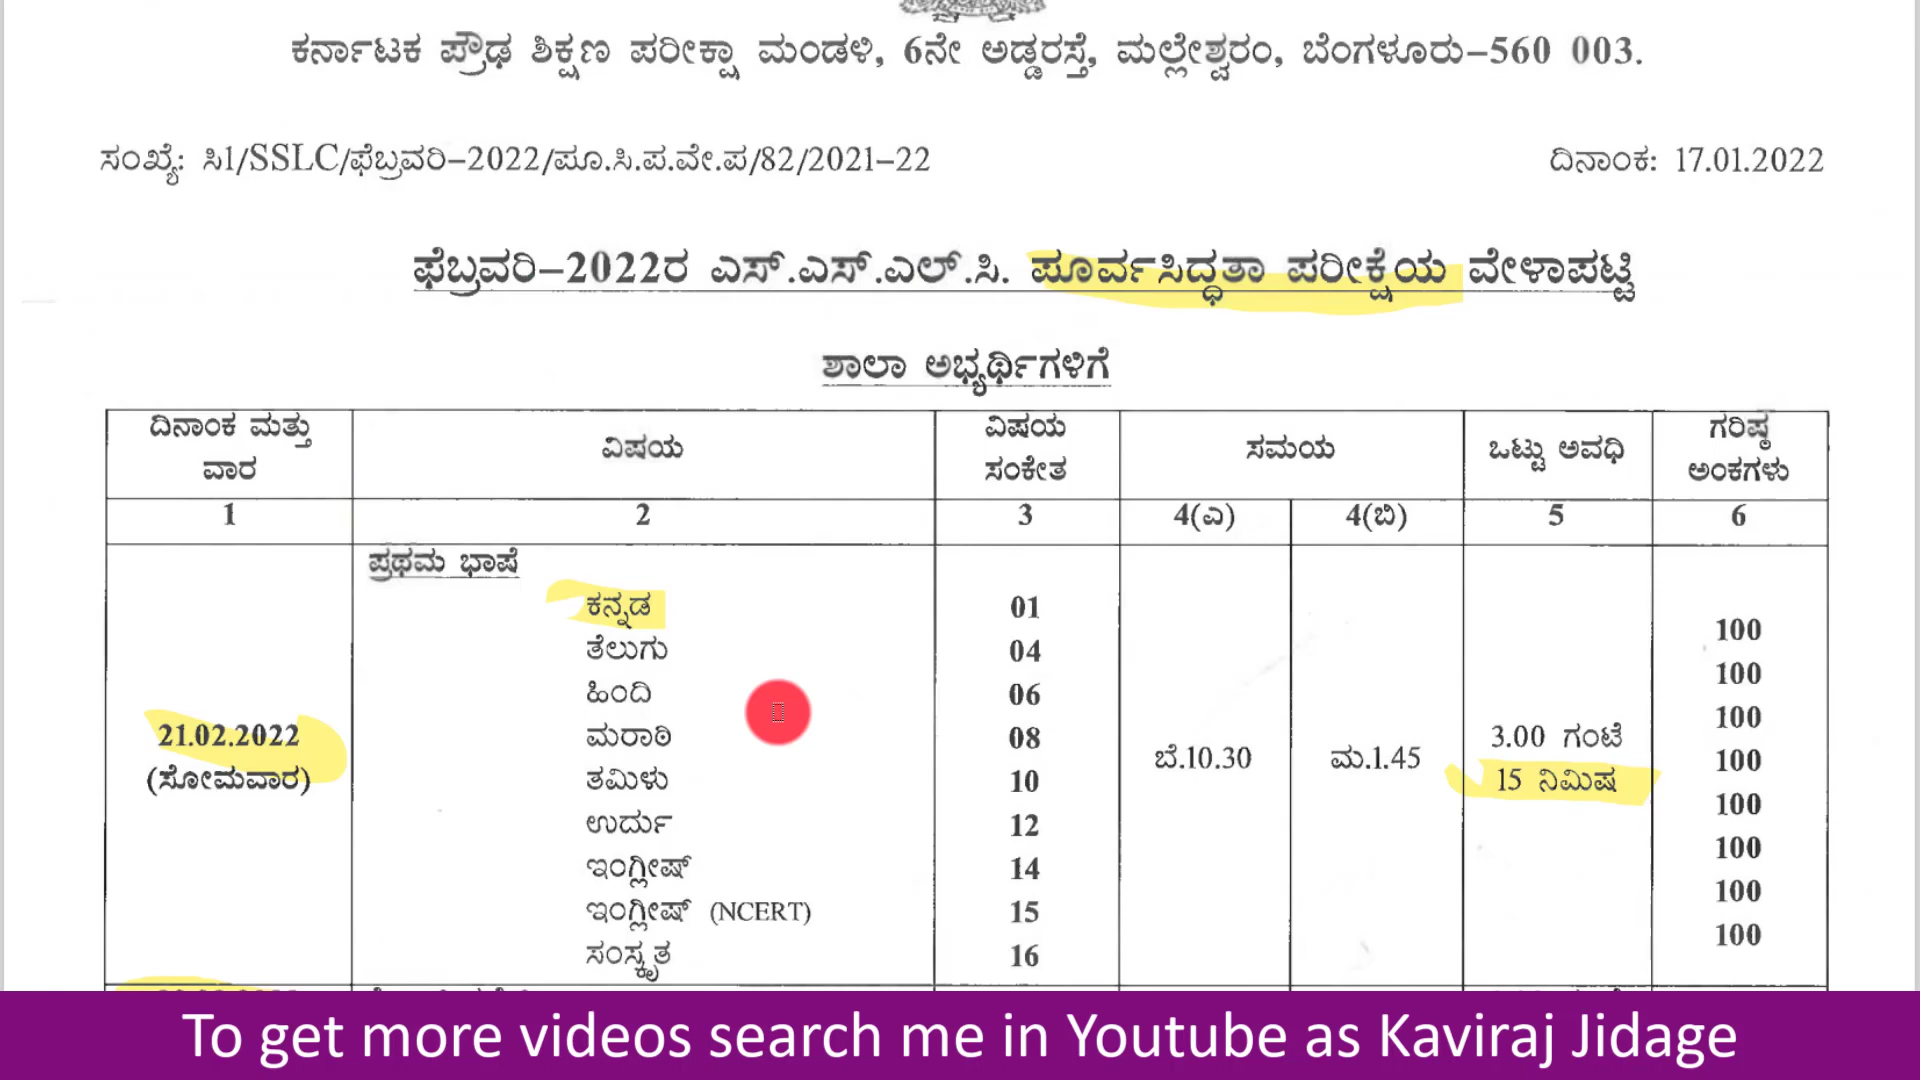 ಕರ್ನಾಟಕ ಪ್ರೌಢ ಶಿಕ್ಷಣ ಪರೀಕ್ಷಾ ಮಂಡಳಿ, 6ನೇ ಅಡ್ಡರಸ್ತೆ, ಮಲ್ಲೇಶ್ವರಂ, ಬೆಂಗಳೂರು-560 003.
ಸಂಖ್ಯೆ: ಸಿ1/SSLC/ಫೆಬ್ರವರಿ-2022/ಪೂ.ಸಿ.ಪ.ವೇ.ಪ/82/2021-22 ದಿನಾಂಕ: 17.01.2022
ಫೆಬ್ರವರಿ-2022ರ ಎಸ್.ಎಸ್.ಎಲ್.ಸಿ. ಪೂರ್ವಸಿದ್ಧತಾ ಪರೀಕ್ಷೆಯ ವೇಳಾಪಟ್ಟಿ
ಶಾಲಾ ಅಭ್ಯರ್ಥಿಗಳಿಗೆ
ದಿನಾಂಕ ಮತ್ತು ವಿಷಯ ಗರಿಷ್ಠ
ವಿಷಯ ಸಮಯ ಒಟ್ಟು ಅವಧಿ
ವಾರ ಸಂಕೇತ ಅಂಕಗಳು
1 2 3 4(ಎ) 4(ಬಿ) 5 6
ಪ್ರಥಮ ಭಾಷೆ
ಕನ್ನಡ 01
100
ತೆಲುಗು 04
100
ಹಿಂದಿ 06
100
21.02.2022 ಮರಾಠಿ 08 3.00 ಗಂಟೆ
ಬೆ.10.30 ಮ.1.45 100
(ಸೋಮವಾರ) ತಮಿಳು 10 15 ನಿಮಿಷ
100
ಉರ್ದು 12
100
ಇಂಗ್ಲೀಷ್ 14
100
ಇಂಗ್ಲೀಷ್ (NCERT) 15
100
ಸಂಸ್ಕೃತ 16
To get more videos search me in Youtube as Kaviraj Jidage